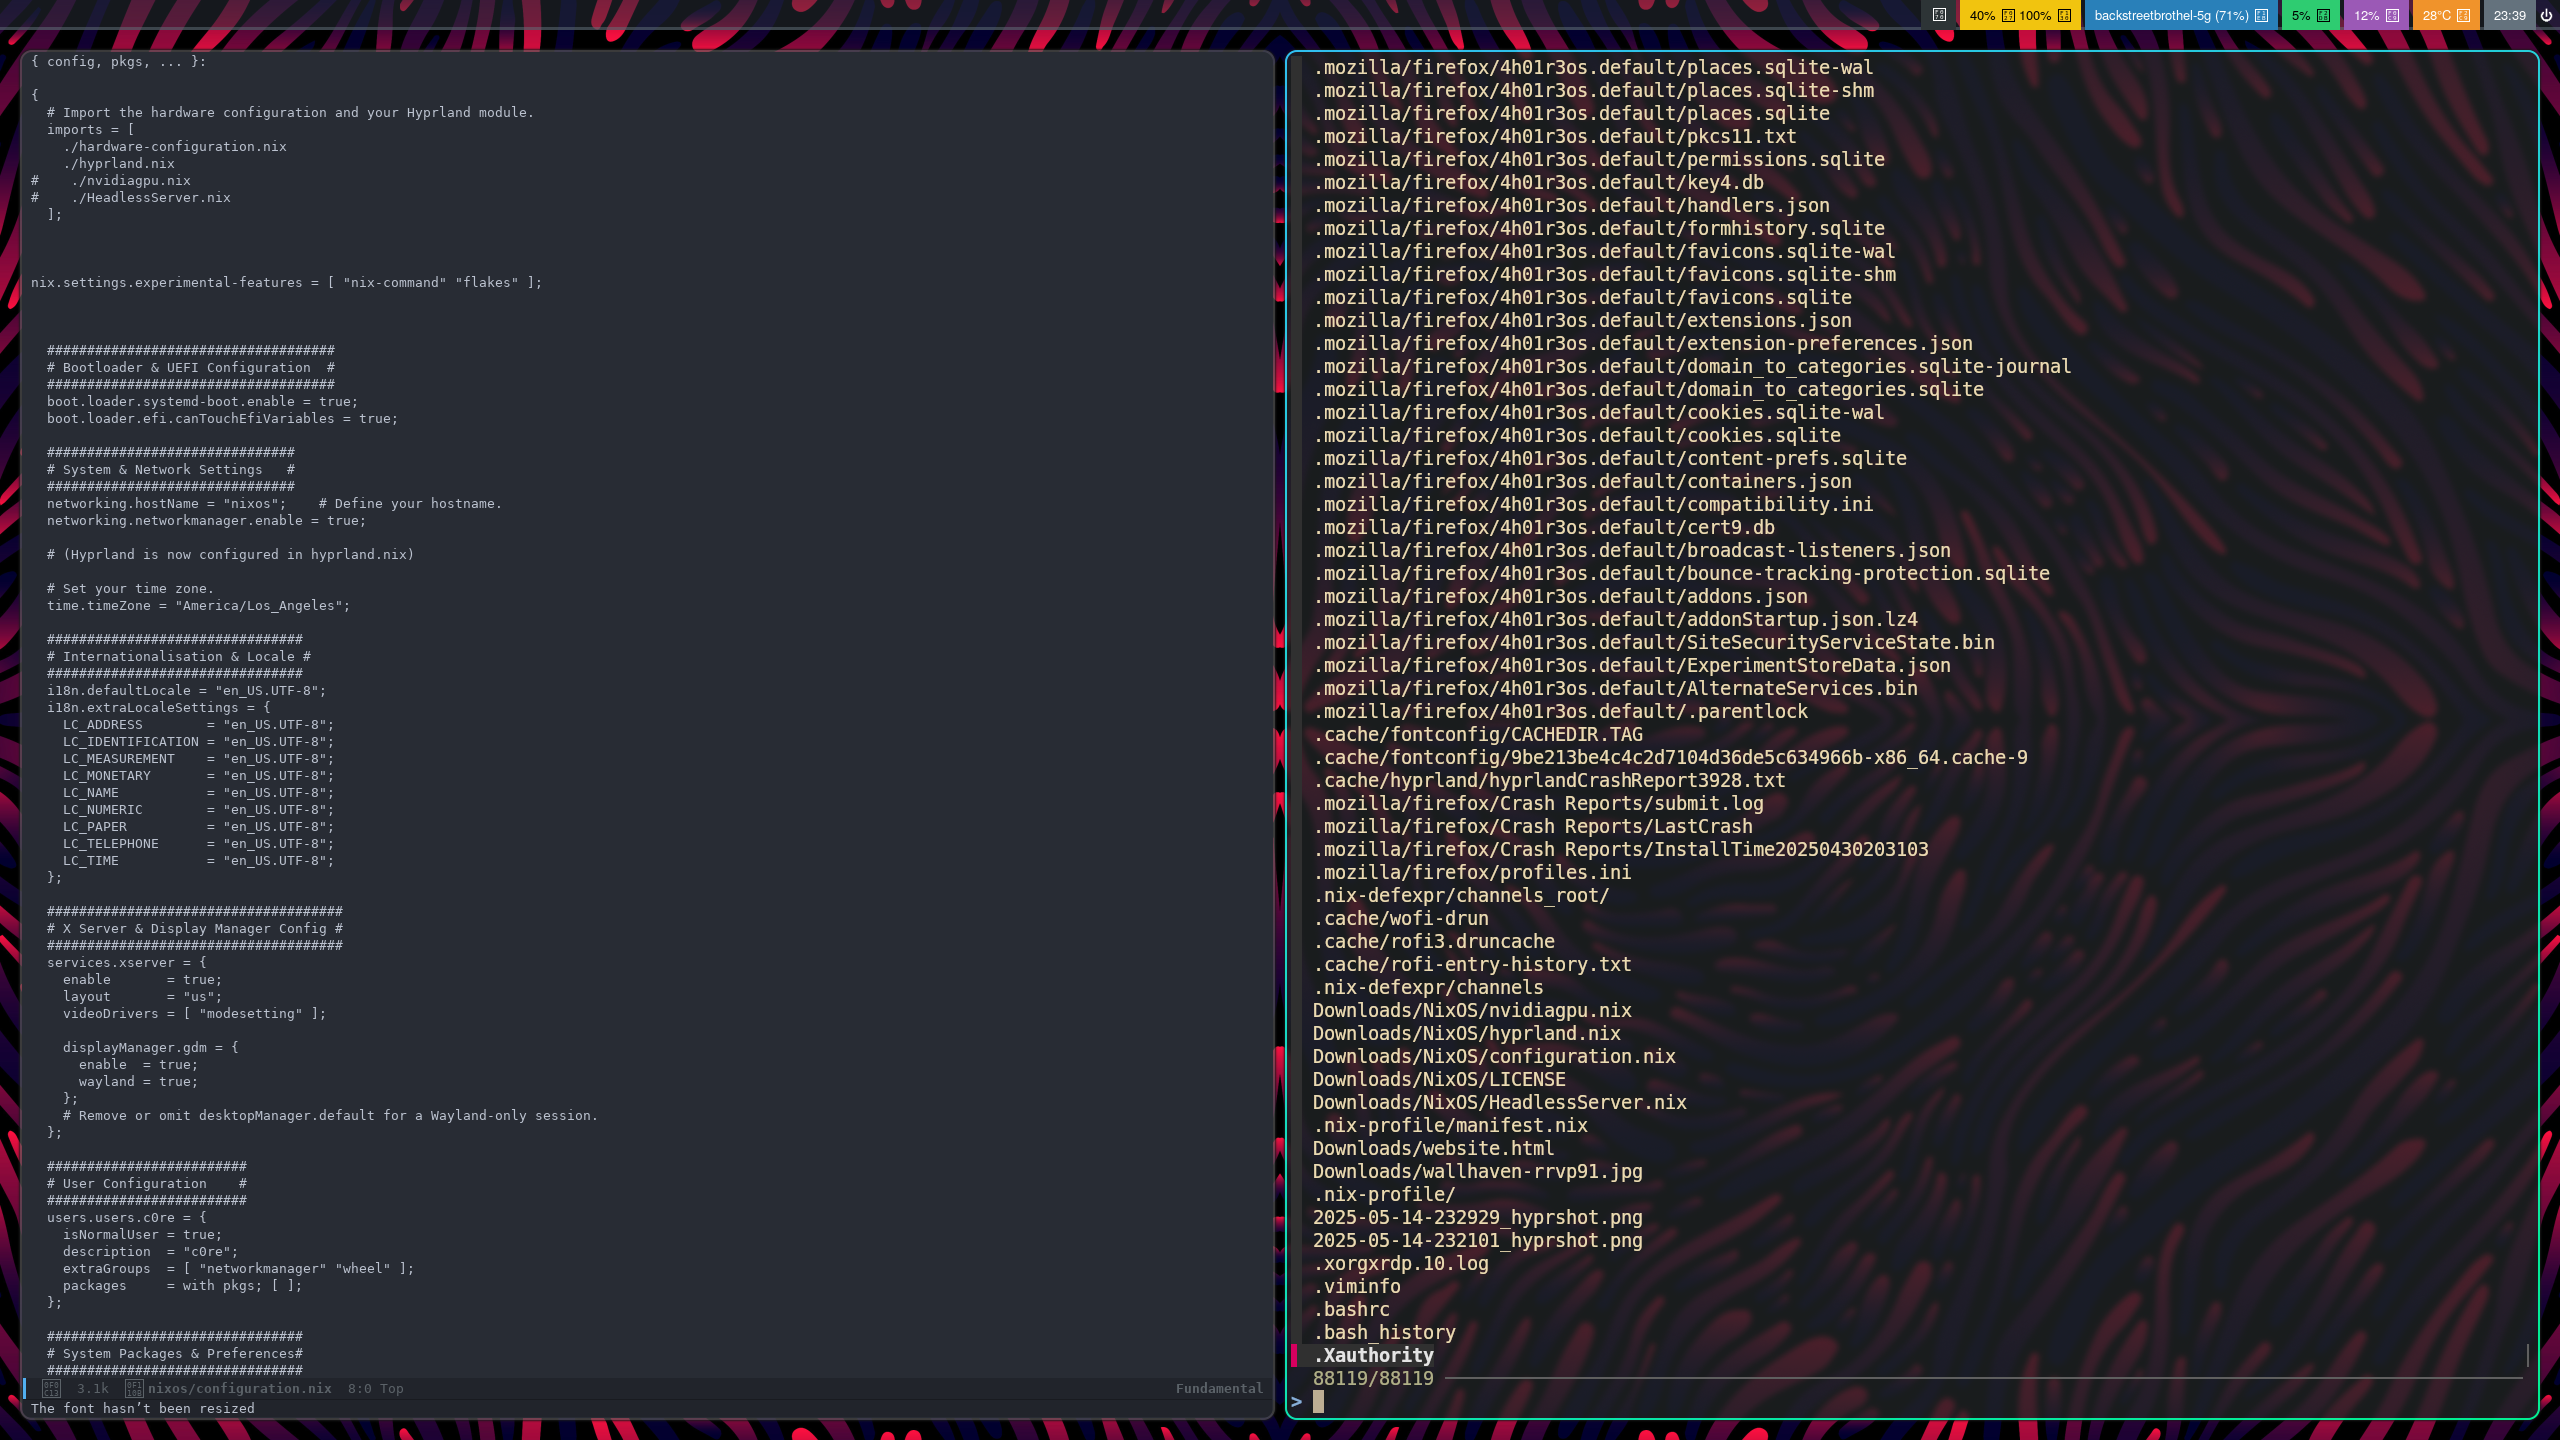 40% 100% backstreetbrothel-5g (71%) 5% 12% 28°C 23:39
{ config, pkgs, ... }:
{
  # Import the hardware configuration and your Hyprland module.
  imports = [
    ./hardware-configuration.nix
    ./hyprland.nix
#    ./nvidiagpu.nix
#    ./HeadlessServer.nix
  ];
nix.settings.experimental-features = [ "nix-command" "flakes" ];
  ####################################
  # Bootloader & UEFI Configuration  #
  ####################################
  boot.loader.systemd-boot.enable = true;
  boot.loader.efi.canTouchEfiVariables = true;
  ###############################
  # System & Network Settings   #
  ###############################
  networking.hostName = "nixos";    # Define your hostname.
  networking.networkmanager.enable = true;
  # (Hyprland is now configured in hyprland.nix)
  # Set your time zone.
  time.timeZone = "America/Los_Angeles";
  ################################
  # Internationalisation & Locale #
  ################################
  i18n.defaultLocale = "en_US.UTF-8";
  i18n.extraLocaleSettings = {
    LC_ADDRESS        = "en_US.UTF-8";
    LC_IDENTIFICATION = "en_US.UTF-8";
    LC_MEASUREMENT    = "en_US.UTF-8";
    LC_MONETARY       = "en_US.UTF-8";
    LC_NAME           = "en_US.UTF-8";
    LC_NUMERIC        = "en_US.UTF-8";
    LC_PAPER          = "en_US.UTF-8";
    LC_TELEPHONE      = "en_US.UTF-8";
    LC_TIME           = "en_US.UTF-8";
  };
  #####################################
  # X Server & Display Manager Config #
  #####################################
  services.xserver = {
    enable       = true;
    layout       = "us";
    videoDrivers = [ "modesetting" ];
    displayManager.gdm = {
      enable  = true;
      wayland = true;
    };
    # Remove or omit desktopManager.default for a Wayland-only session.
  };
  #########################
  # User Configuration    #
  #########################
  users.users.c0re = {
    isNormalUser = true;
    description  = "c0re";
    extraGroups  = [ "networkmanager" "wheel" ];
    packages     = with pkgs; [ ];
  };
  ################################
  # System Packages & Preferences#
  ################################
3.1k nixos/configuration.nix 8:0 Top Fundamental
The font hasn’t been resized
.mozilla/firefox/4h01r3os.default/places.sqlite-wal
.mozilla/firefox/4h01r3os.default/places.sqlite-shm
.mozilla/firefox/4h01r3os.default/places.sqlite
.mozilla/firefox/4h01r3os.default/pkcs11.txt
.mozilla/firefox/4h01r3os.default/permissions.sqlite
.mozilla/firefox/4h01r3os.default/key4.db
.mozilla/firefox/4h01r3os.default/handlers.json
.mozilla/firefox/4h01r3os.default/formhistory.sqlite
.mozilla/firefox/4h01r3os.default/favicons.sqlite-wal
.mozilla/firefox/4h01r3os.default/favicons.sqlite-shm
.mozilla/firefox/4h01r3os.default/favicons.sqlite
.mozilla/firefox/4h01r3os.default/extensions.json
.mozilla/firefox/4h01r3os.default/extension-preferences.json
.mozilla/firefox/4h01r3os.default/domain_to_categories.sqlite-journal
.mozilla/firefox/4h01r3os.default/domain_to_categories.sqlite
.mozilla/firefox/4h01r3os.default/cookies.sqlite-wal
.mozilla/firefox/4h01r3os.default/cookies.sqlite
.mozilla/firefox/4h01r3os.default/content-prefs.sqlite
.mozilla/firefox/4h01r3os.default/containers.json
.mozilla/firefox/4h01r3os.default/compatibility.ini
.mozilla/firefox/4h01r3os.default/cert9.db
.mozilla/firefox/4h01r3os.default/broadcast-listeners.json
.mozilla/firefox/4h01r3os.default/bounce-tracking-protection.sqlite
.mozilla/firefox/4h01r3os.default/addons.json
.mozilla/firefox/4h01r3os.default/addonStartup.json.lz4
.mozilla/firefox/4h01r3os.default/SiteSecurityServiceState.bin
.mozilla/firefox/4h01r3os.default/ExperimentStoreData.json
.mozilla/firefox/4h01r3os.default/AlternateServices.bin
.mozilla/firefox/4h01r3os.default/.parentlock
.cache/fontconfig/CACHEDIR.TAG
.cache/fontconfig/9be213be4c4c2d7104d36de5c634966b-x86_64.cache-9
.cache/hyprland/hyprlandCrashReport3928.txt
.mozilla/firefox/Crash Reports/submit.log
.mozilla/firefox/Crash Reports/LastCrash
.mozilla/firefox/Crash Reports/InstallTime20250430203103
.mozilla/firefox/profiles.ini
.nix-defexpr/channels_root/
.cache/wofi-drun
.cache/rofi3.druncache
.cache/rofi-entry-history.txt
.nix-defexpr/channels
Downloads/NixOS/nvidiagpu.nix
Downloads/NixOS/hyprland.nix
Downloads/NixOS/configuration.nix
Downloads/NixOS/LICENSE
Downloads/NixOS/HeadlessServer.nix
.nix-profile/manifest.nix
Downloads/website.html
Downloads/wallhaven-rrvp91.jpg
.nix-profile/
2025-05-14-232929_hyprshot.png
2025-05-14-232101_hyprshot.png
.xorgxrdp.10.log
.viminfo
.bashrc
.bash_history
.Xauthority
88119/88119
>